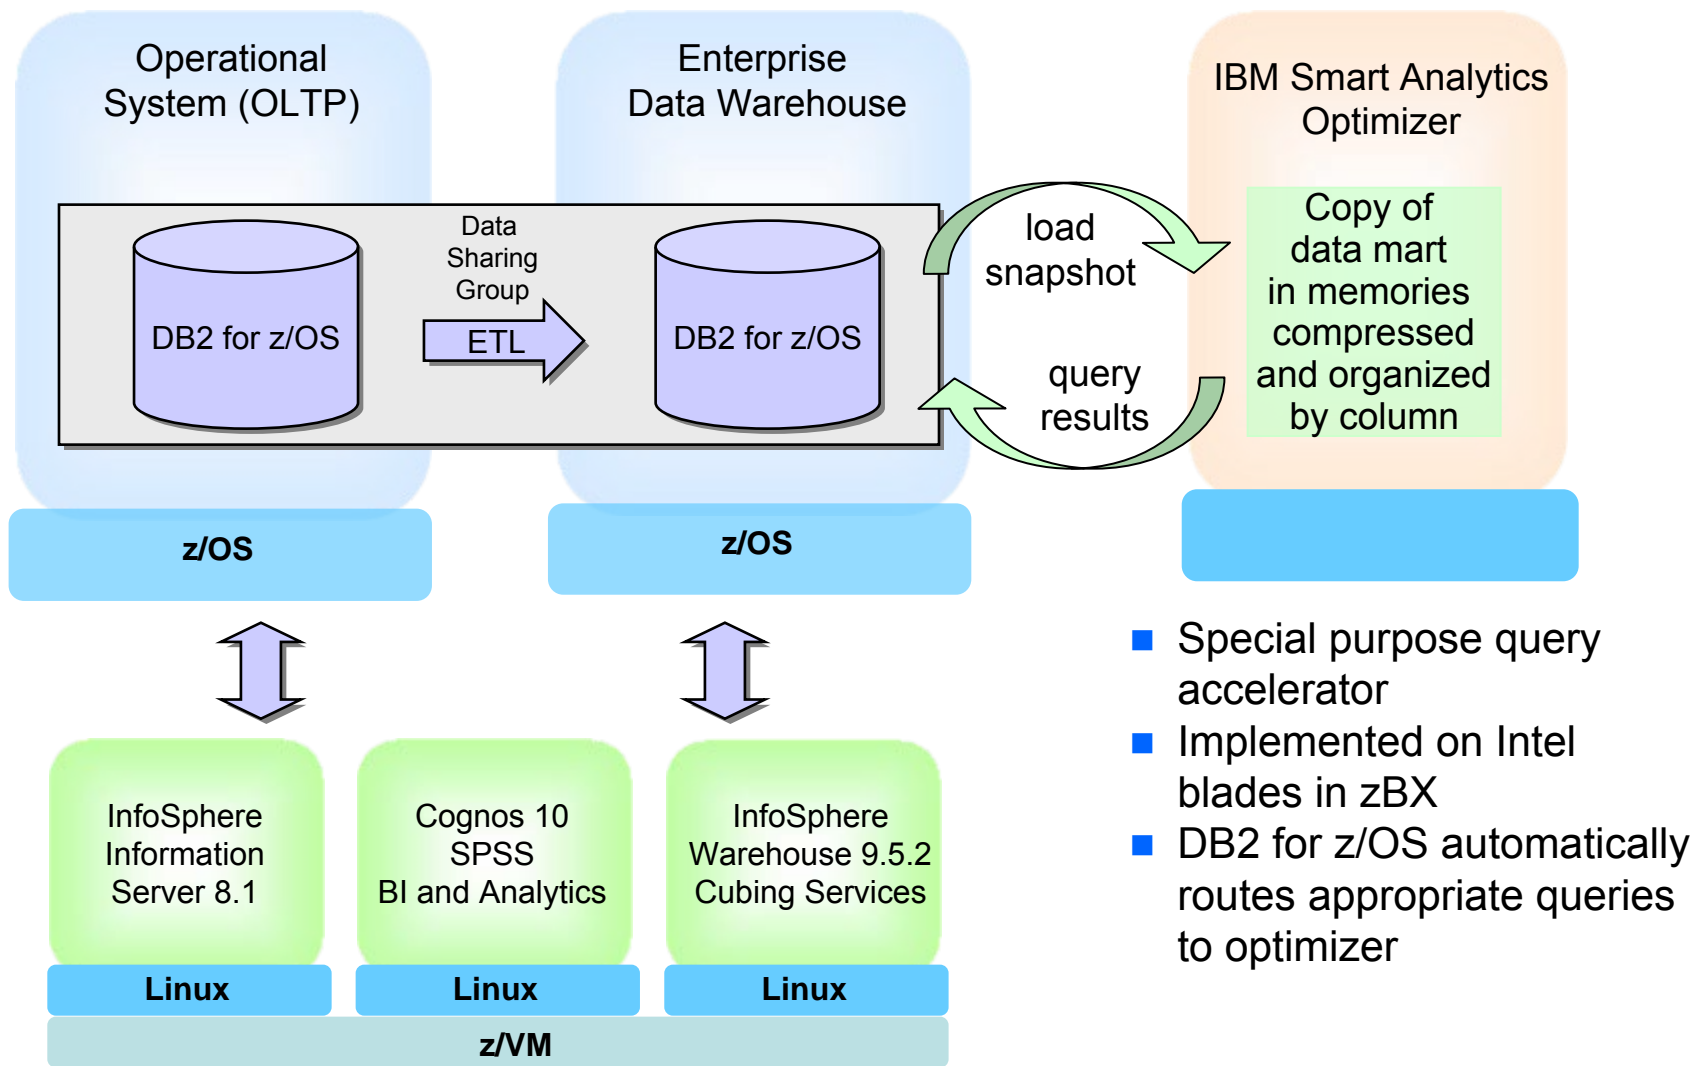 Operational
System (OLTP)
Enterprise
Data Warehouse
IBM Smart Analytics
Optimizer
Data
Sharing
Group
DB2 for z/OS
ETL
DB2 for z/OS
load
snapshot
query
results
Copy of
data mart
in memories
compressed
and organized
by column
z/OS
z/OS
InfoSphere
Information
Server 8.1
Cognos 10
SPSS
BI and Analytics
InfoSphere
Warehouse 9.5.2
Cubing Services
Linux
Linux
Linux
z/VM
Special purpose query
accelerator
Implemented on Intel
blades in zBX
DB2 for z/OS automatically
routes appropriate queries
to optimizer